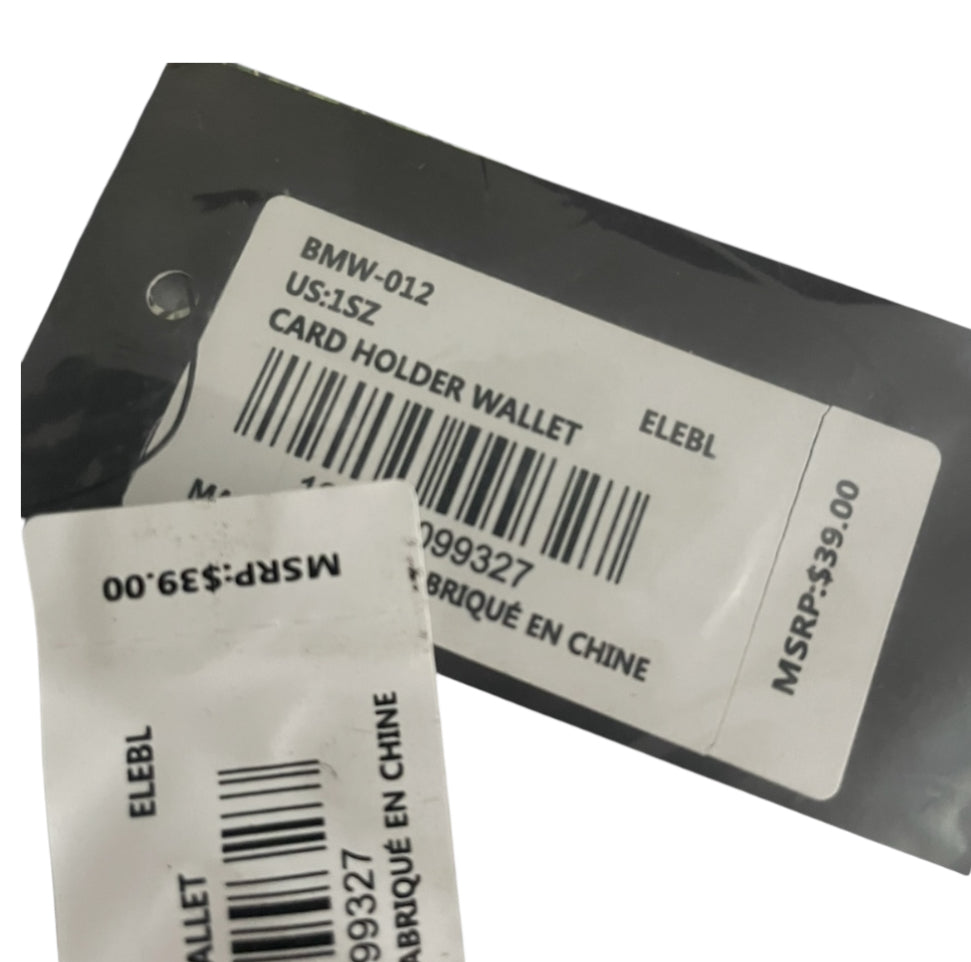 BMW-012
US:1SZ
CARD HOLDER WALLET
ELEBL
099327
BRIQUÉ EN CHINE
MSRP:$39.00
MSRP:$39.00
ELEBL
ALLET
99327
ABRIQUÉ EN CHINE